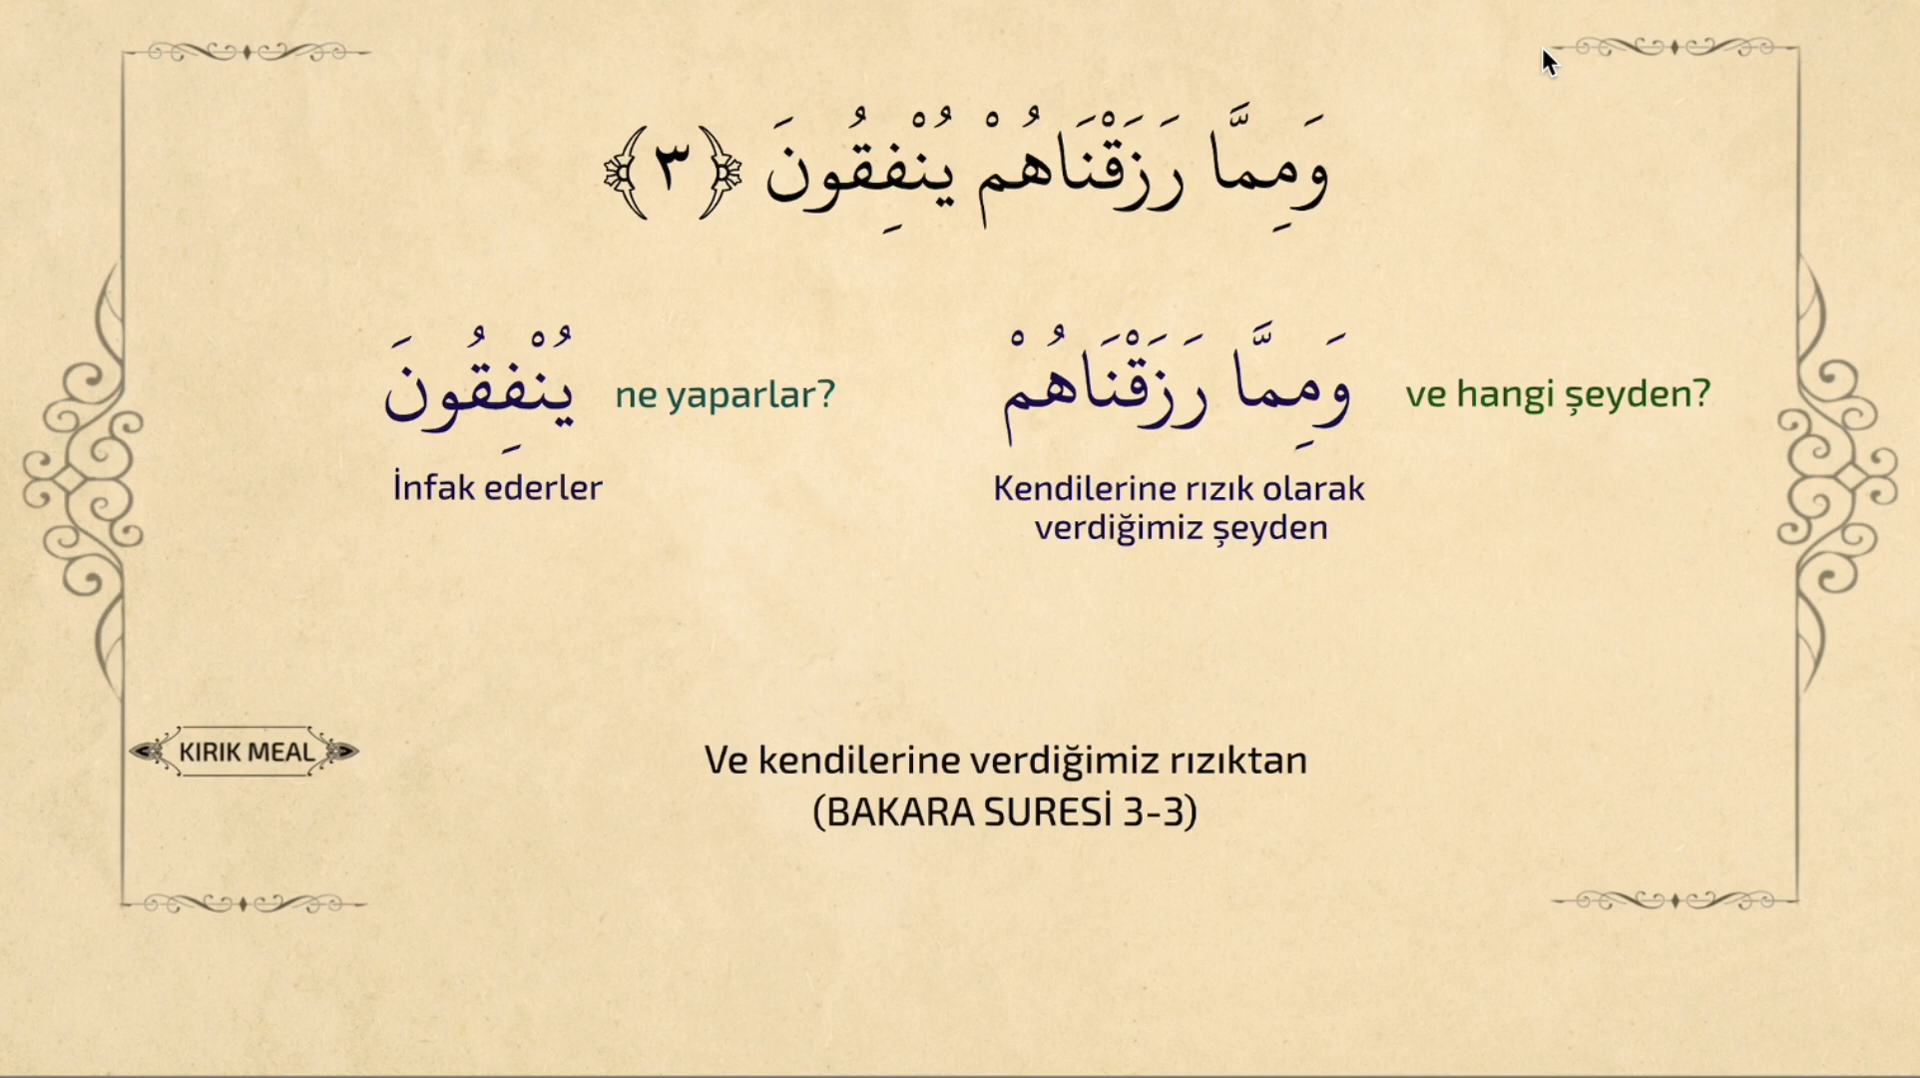 وَمِمَّا رَزَقْنَاهُمْ يُنْفِقُونَ ﴿٣﴾
ve hangi şeyden? وَمِمَّا رَزَقْنَاهُمْ ne yaparlar? يُنْفِقُونَ
Kendilerine rızık olarak
verdiğimiz şeyden
İnfak ederler
KIRIK MEAL
Ve kendilerine verdiğimiz rızıktan
(BAKARA SURESİ 3-3)